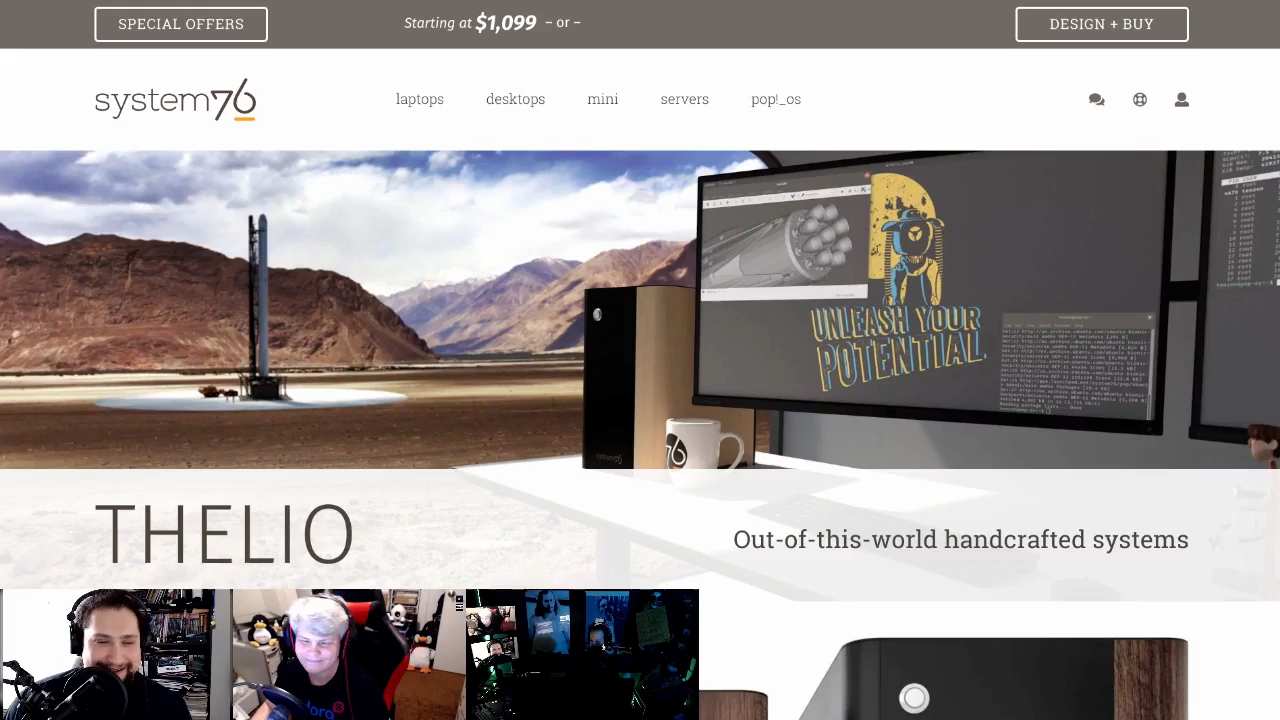 SPECIAL OFFERS
Starting at $1,099 – or –
DESIGN + BUY
system76
laptops
desktops
mini
servers
pop!_os
UNLEASH YOUR
POTENTIAL
76
THELIO
Out-of-this-world handcrafted systems